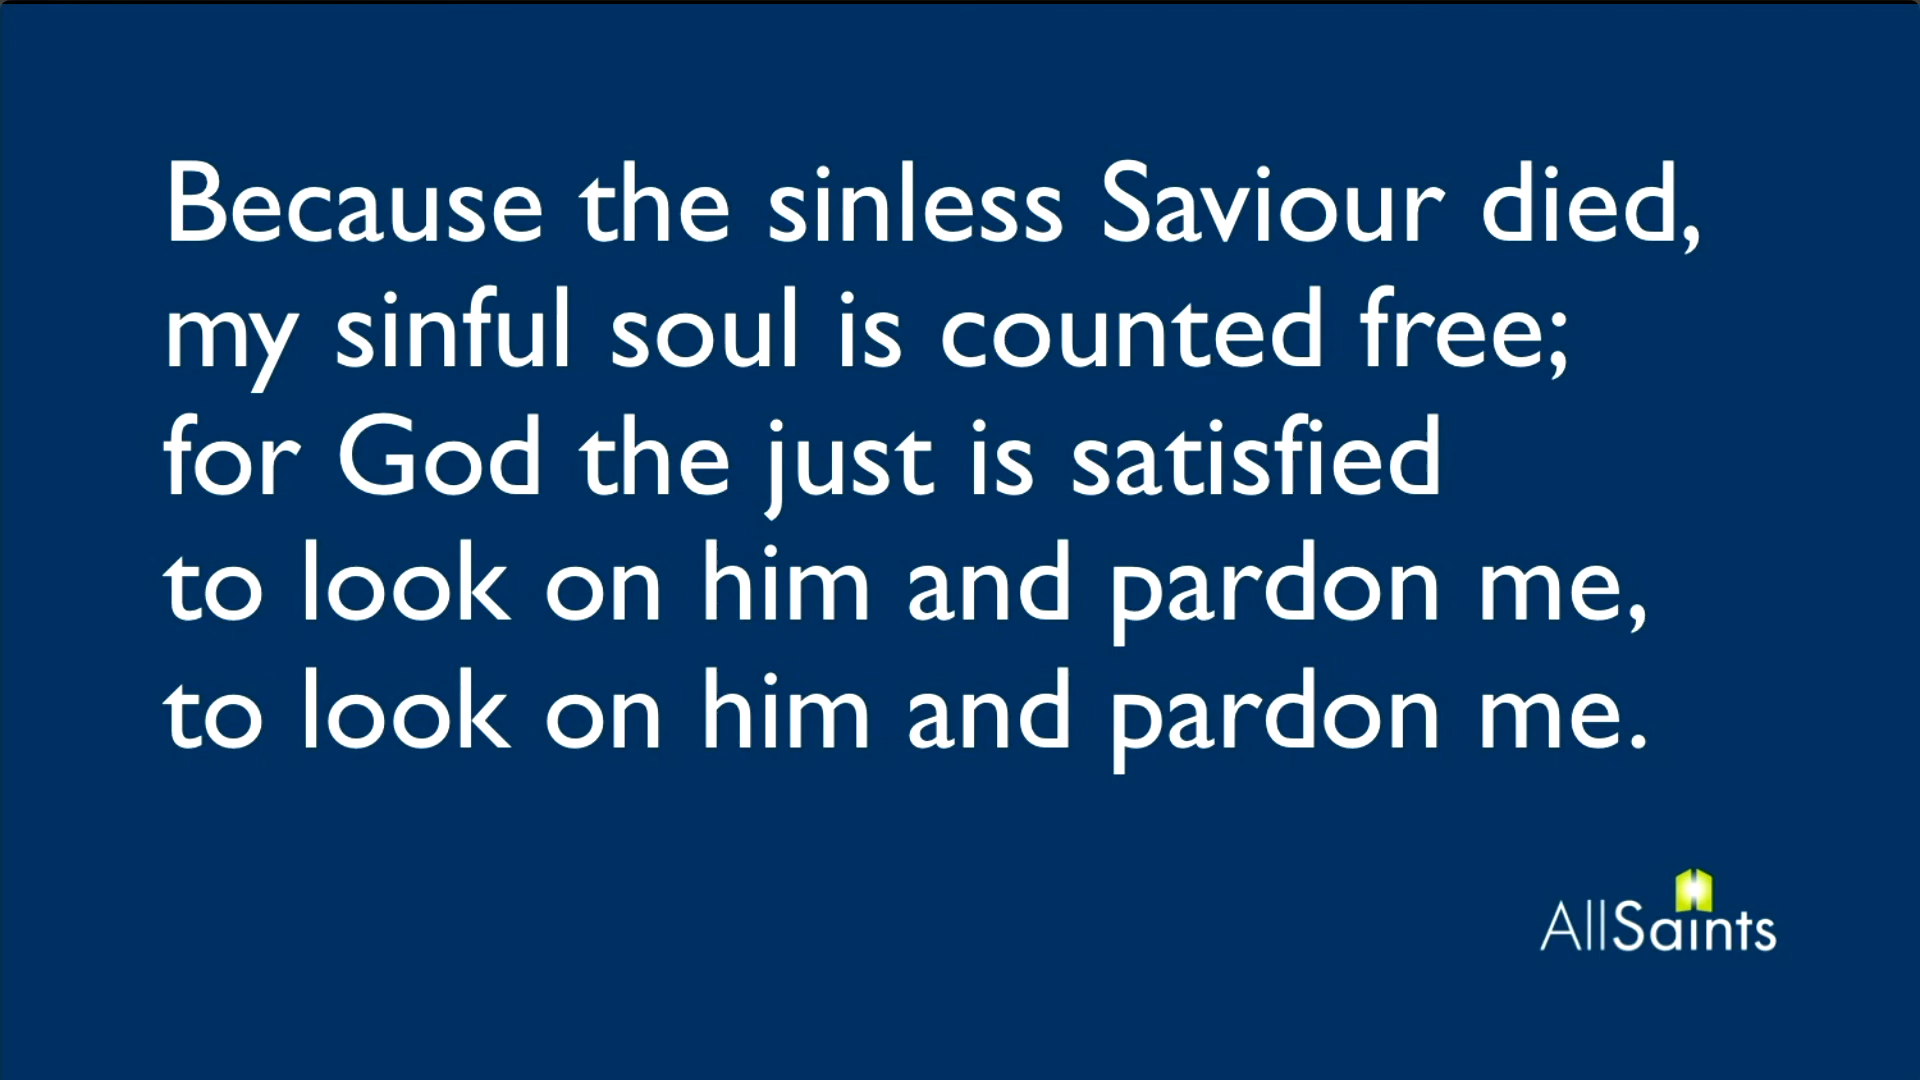 Because the sinless Saviour died,
my sinful soul is counted free;
for God the just is satisfied
to look on him and pardon me,
to look on him and pardon me.
AllSaints